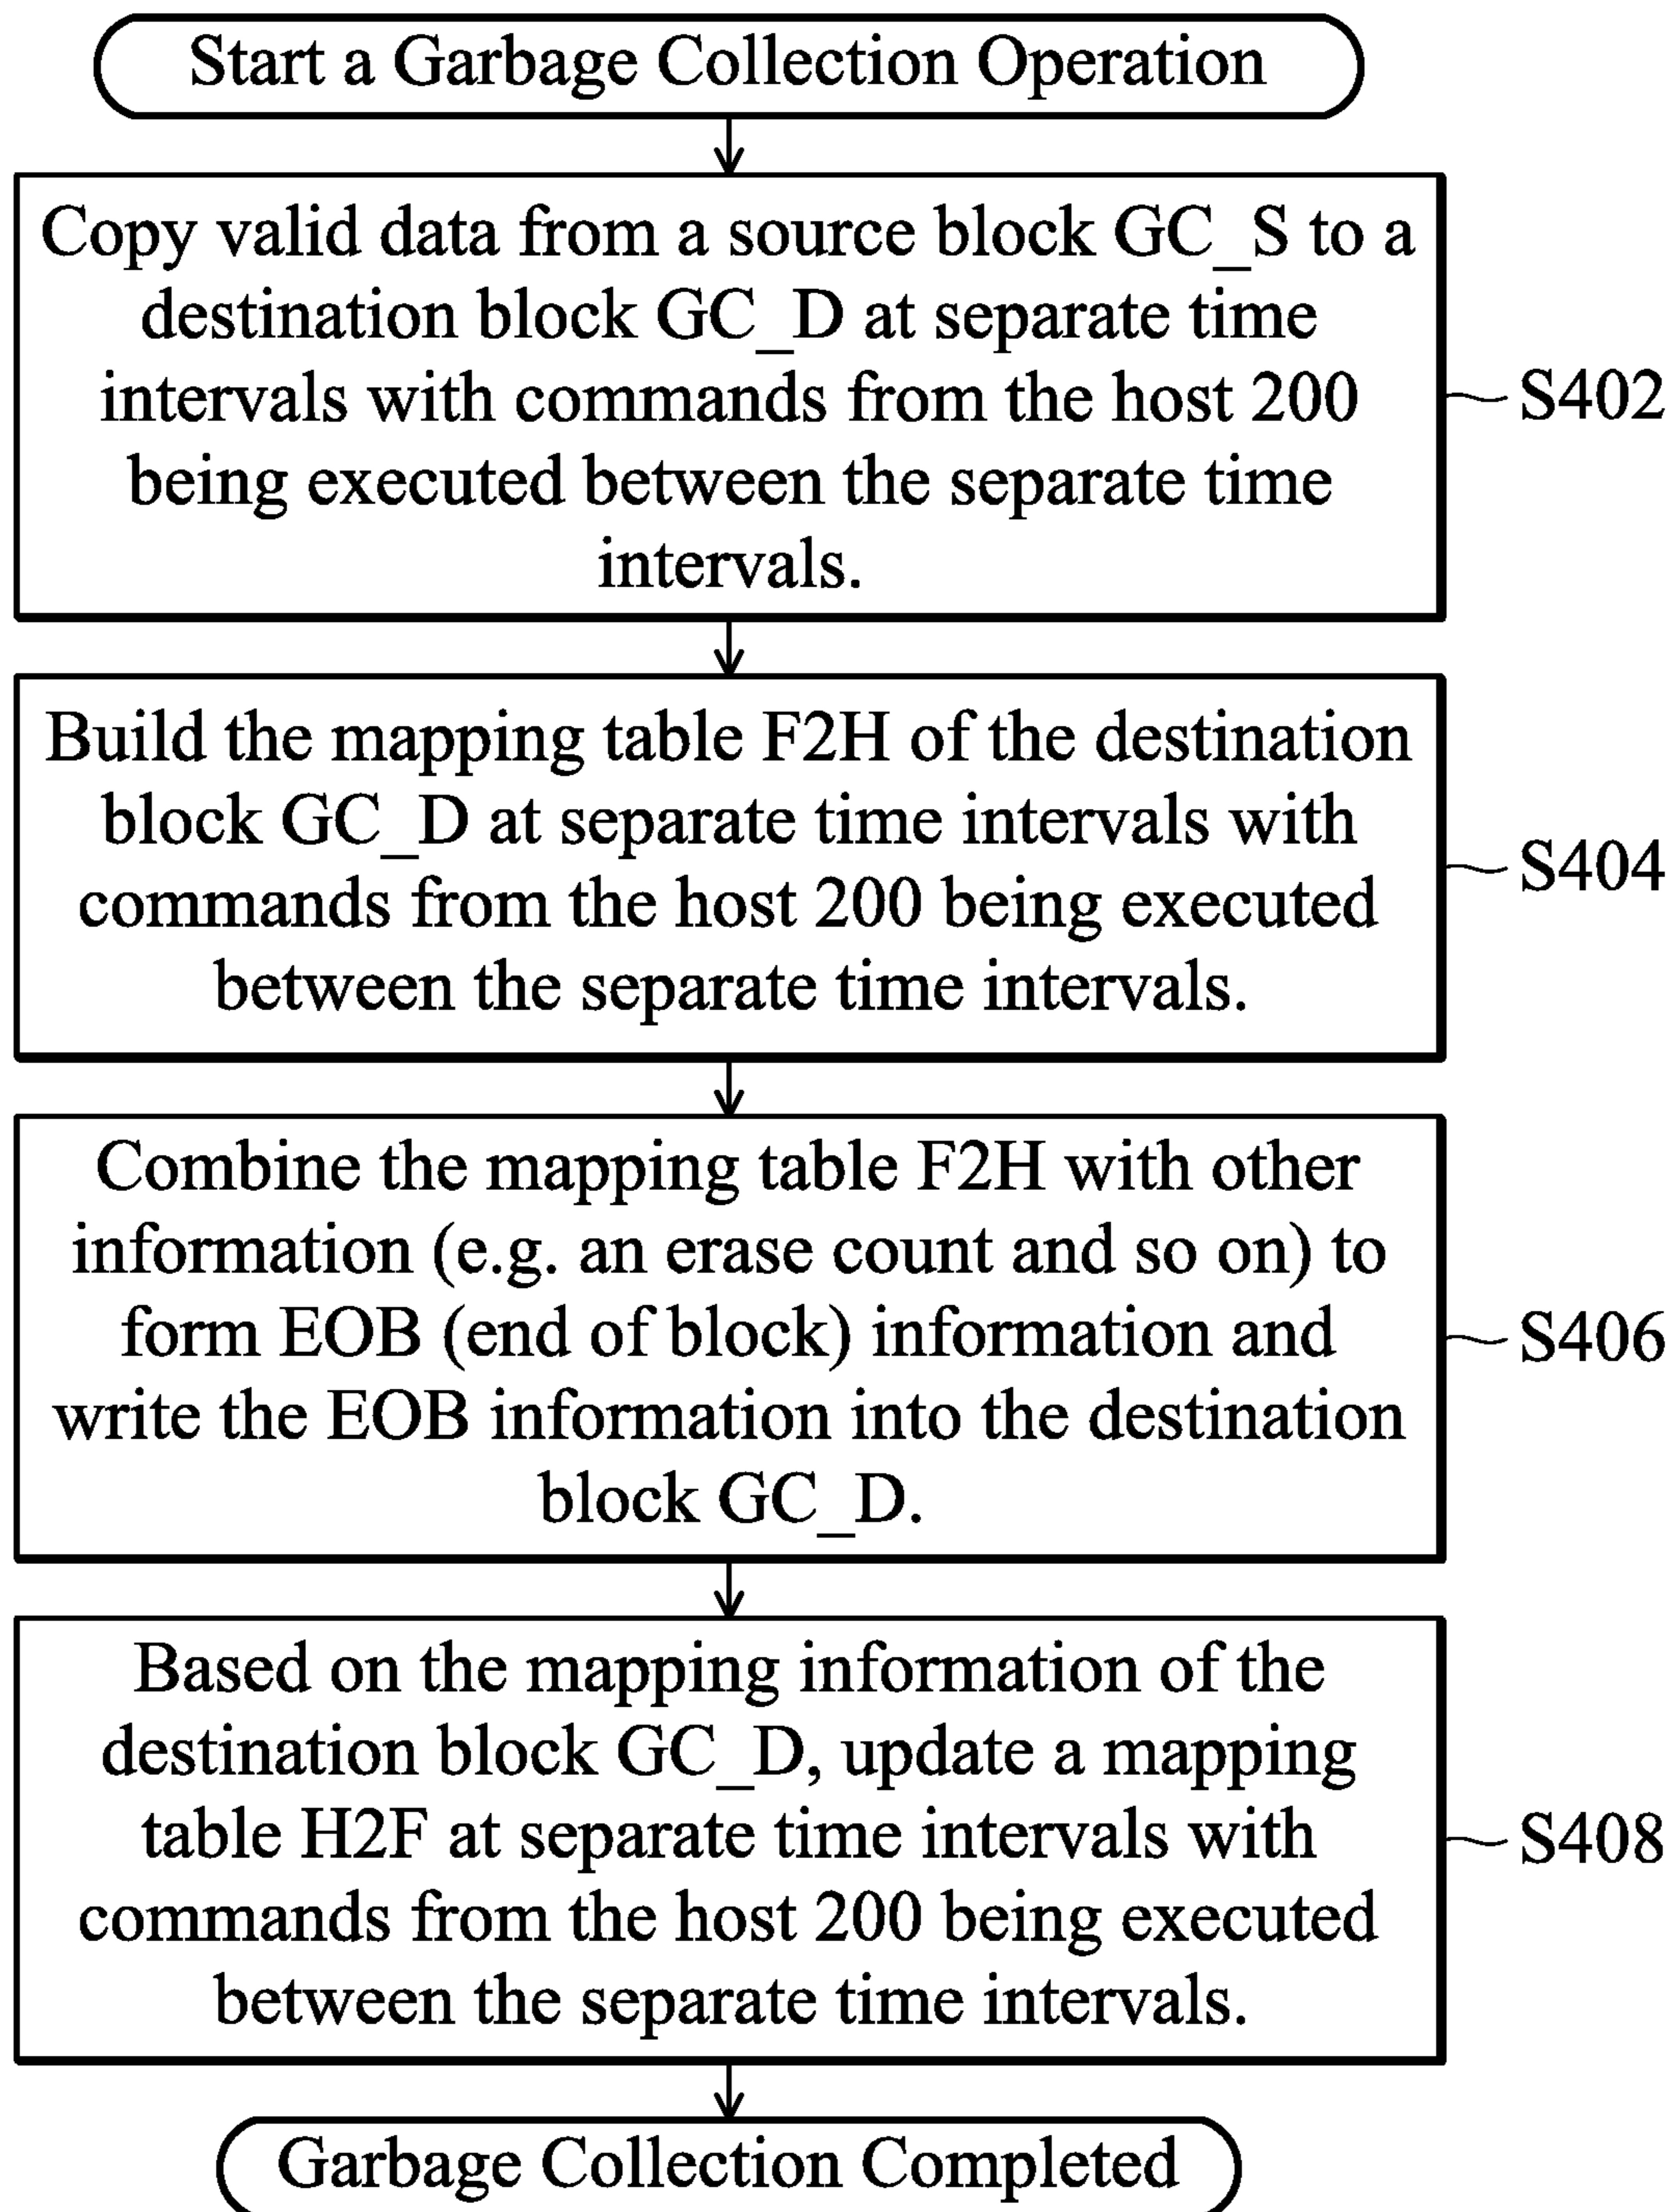 Start a Garbage Collection Operation
Copy valid data from a source block GC_S to a
destination block GC_D at separate time
intervals with commands from the host 200
being executed between the separate time
intervals.
S402
Build the mapping table F2H of the destination
block GC_D at separate time intervals with
commands from the host 200 being executed
between the separate time intervals.
S404
Combine the mapping table F2H with other
information (e.g. an erase count and so on) to
form EOB (end of block) information and
write the EOB information into the destination
block GC_D.
S406
Based on the mapping information of the
destination block GC_D, update a mapping
table H2F at separate time intervals with
commands from the host 200 being executed
between the separate time intervals.
S408
Garbage Collection Completed